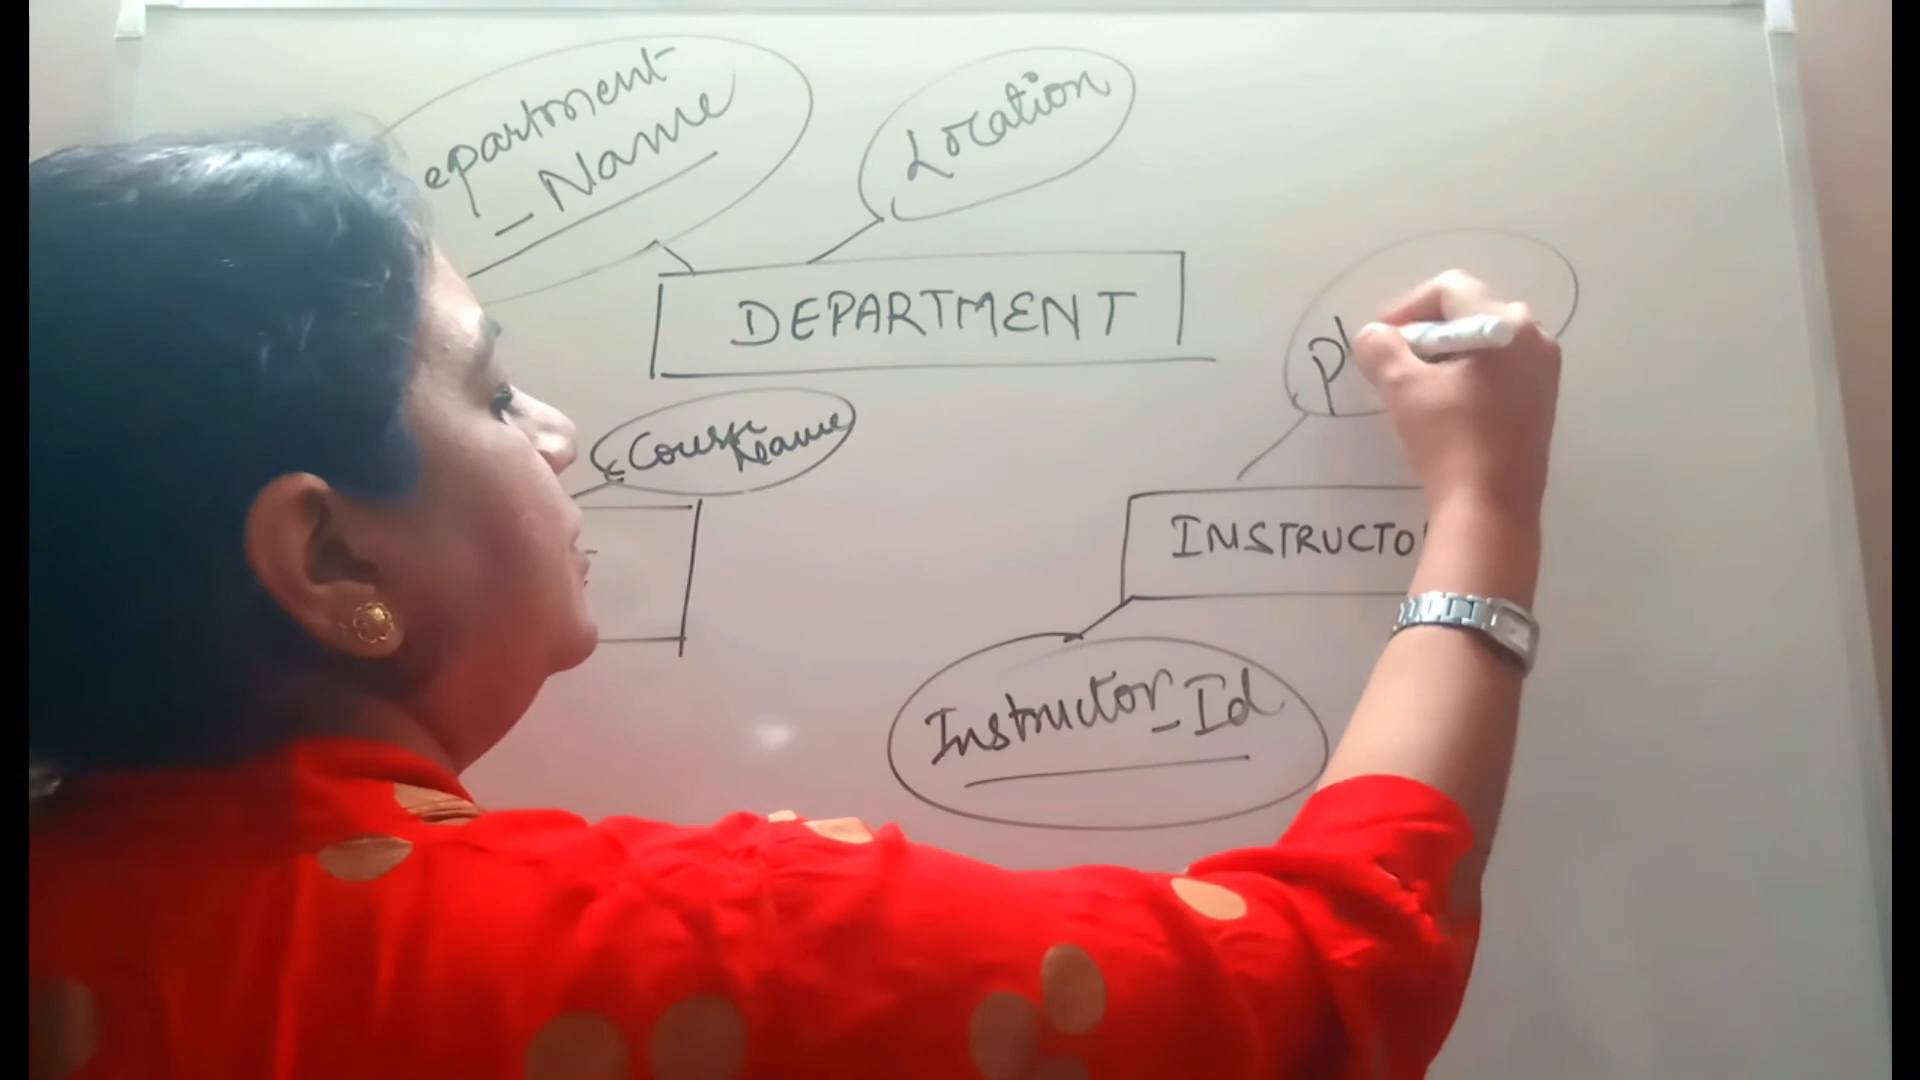 epartment
_Name
Location
DEPARTMENT
Course
Name
INSTRUCTO
Instructor_Id